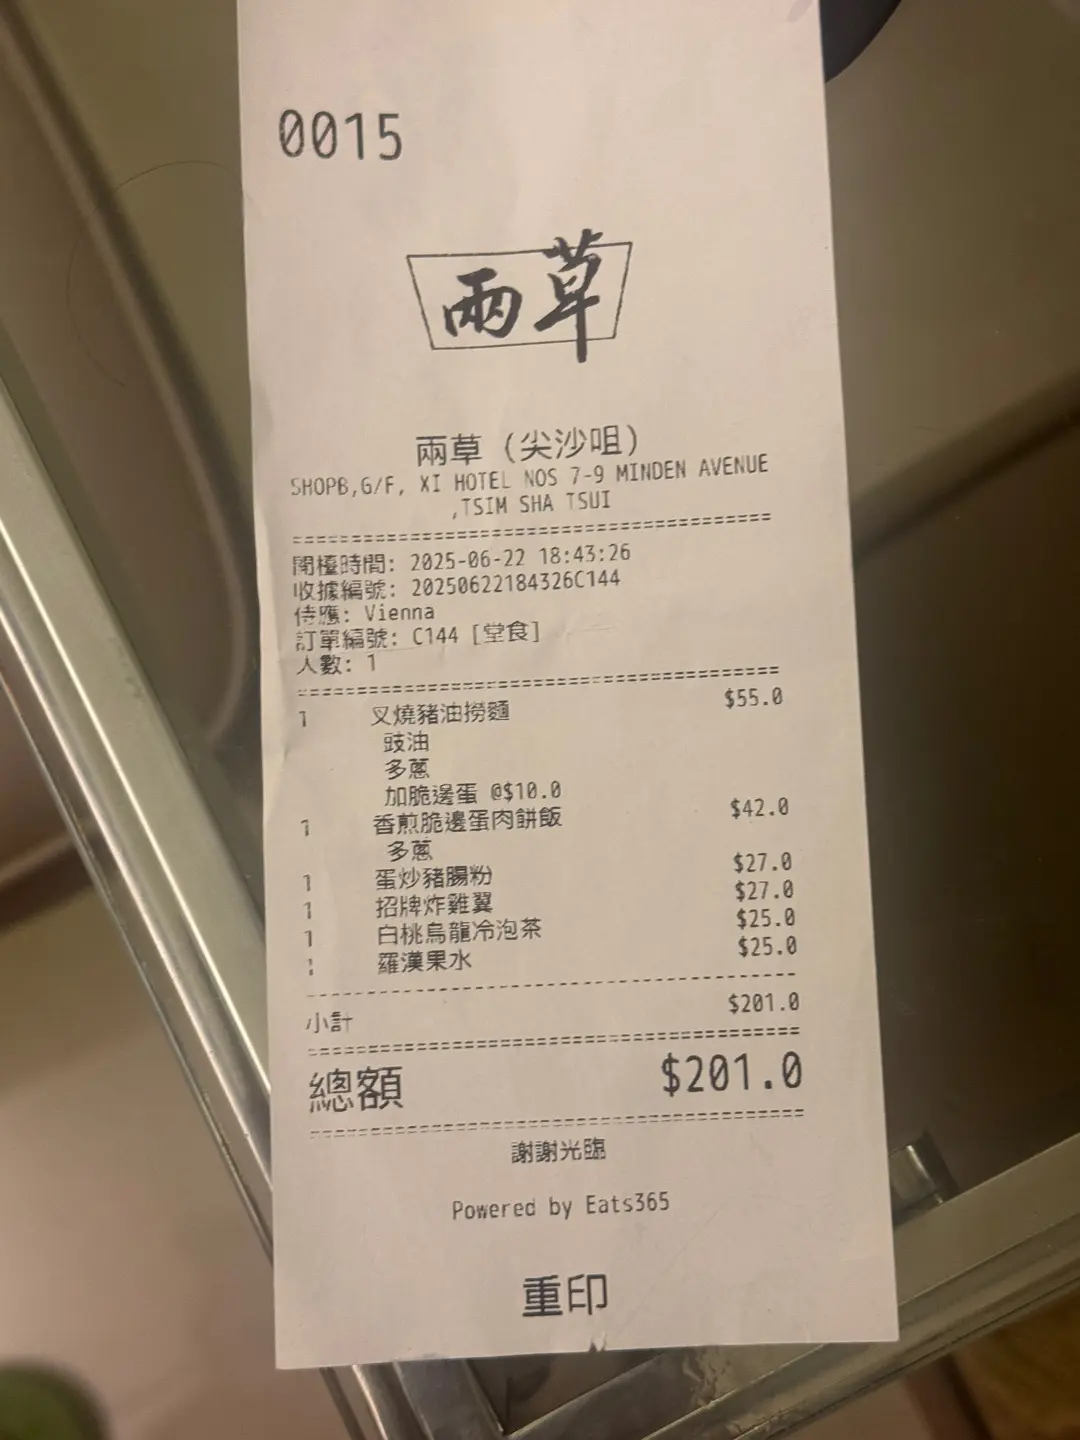 0015
兩草
兩草（尖沙咀）
SHOPB,G/F, XI HOTEL NOS 7-9 MINDEN AVENUE
,TSIM SHA TSUI
========================================
開檯時間: 2025-06-22 18:43:26
收據編號: 20250622184326C144
侍應: Vienna
訂單編號: C144 [堂食]
人數: 1
========================================
1 叉燒豬油撈麵 $55.0
豉油
多蔥
加脆邊蛋 @$10.0
1 香煎脆邊蛋肉餅飯 $42.0
多蔥
1 蛋炒豬腸粉 $27.0
1 招牌炸雞翼 $27.0
1 白桃烏龍冷泡茶 $25.0
1 羅漢果水 $25.0
----------------------------------------
小計 $201.0
========================================
總額 $201.0
========================================
謝謝光臨
Powered by Eats365
重印